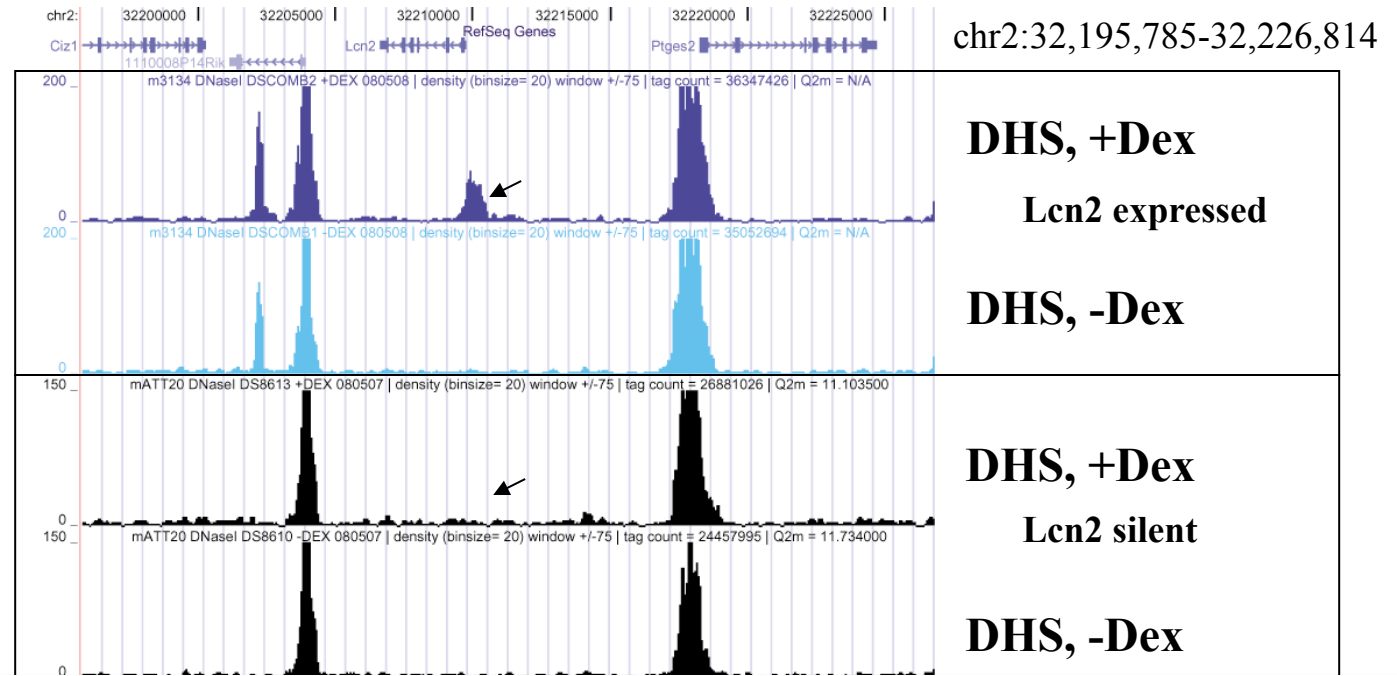 chr2: 32200000 32205000 32210000 32215000 32220000 32225000
chr2:32,195,785-32,226,814
RefSeq Genes
Ciz1 Lcn2 Ptges2
1110008P14Rik
200 m3134 DNaseI DSCOMB2 +DEX 080508 | density (binsize= 20) window +/-75 | tag count = 36347426 | Q2m = N/A
DHS, +Dex
Lcn2 expressed
0
200 m3134 DNaseI DSCOMB1 -DEX 080508 | density (binsize= 20) window +/-75 | tag count = 35052694 | Q2m = N/A
DHS, -Dex
0
150 mATT20 DNaseI DS8613 +DEX 080507 | density (binsize= 20) window +/-75 | tag count = 26881026 | Q2m = 11.103500
DHS, +Dex
0
Lcn2 silent
150 mATT20 DNaseI DS8610 -DEX 080507 | density (binsize= 20) window +/-75 | tag count = 24457995 | Q2m = 11.734000
DHS, -Dex
0